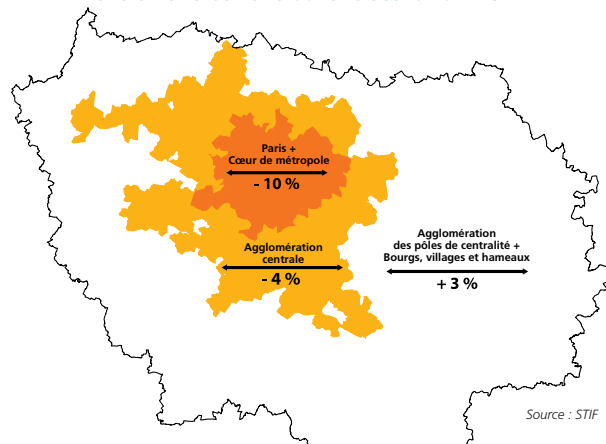 Paris +
Cœur de métropole
- 10 %
Agglomération
centrale
- 4 %
Agglomération
des pôles de centralité +
Bourgs, villages et hameaux
+ 3 %
Source : STIF